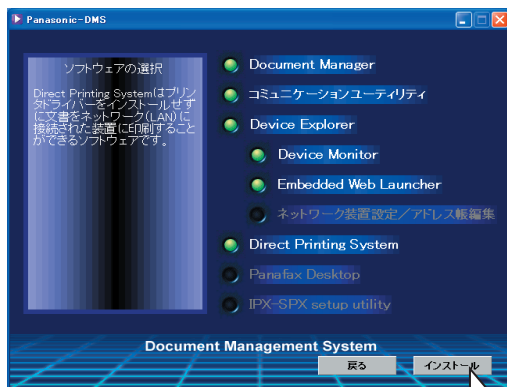 Panasonic-DMS
ソフトウェアの選択
Direct Printing Systemはプリン
タドライバーをインストールせず
に文書をネットワーク(LAN)に
接続された装置に印刷すること
ができるソフトウェアです。
Document Manager
コミュニケーションユーティリティ
Device Explorer
Device Monitor
Embedded Web Launcher
ネットワーク装置設定／アドレス帳編集
Direct Printing System
Panafax Desktop
IPX-SPX setup utility
Document Management System
戻る
インストール